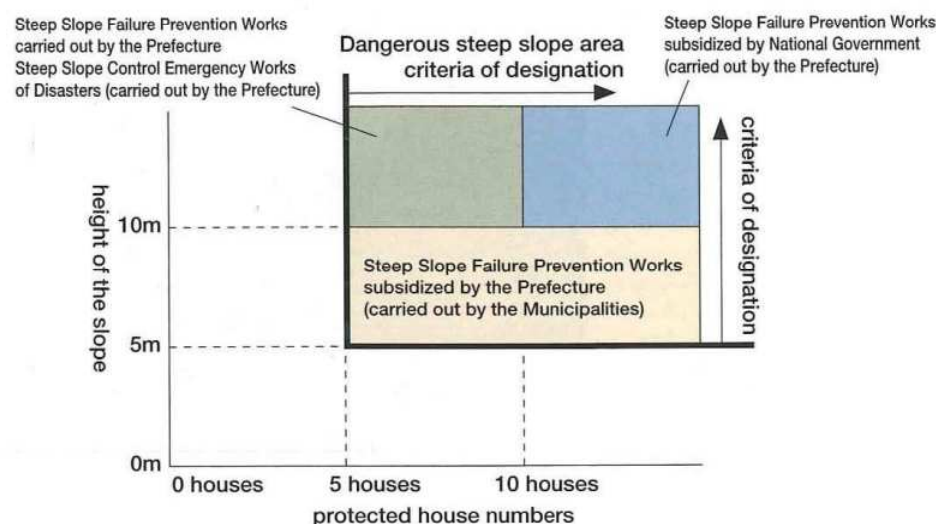 Steep Slope Failure Prevention Works
carried out by the Prefecture
Steep Slope Control Emergency Works
of Disasters (carried out by the Prefecture)
Dangerous steep slope area
criteria of designation
Steep Slope Failure Prevention Works
subsidized by National Government
(carried out by the Prefecture)
criteria of designation
height of the slope
10m
5m
0m
Steep Slope Failure Prevention Works
subsidized by the Prefecture
(carried out by the Municipalities)
0 houses
5 houses
10 houses
protected house numbers